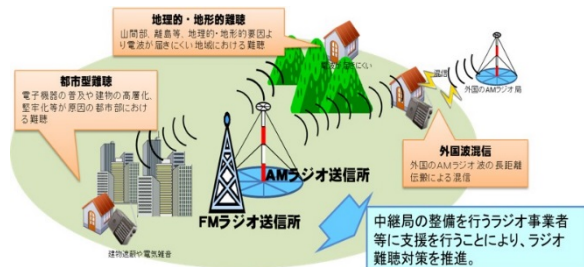 地理的・地形的難聴
山間部、離島等、地理的・地形的要因よ
り電波が届きにくい地域における難聴
電波が届きにくい
混信
外国のAMラジオ局
都市型難聴
電子機器の普及や建物の高層化、
堅牢化等が原因の都市部におけ
る難聴
外国波混信
外国のAMラジオ波の長距離
伝搬による混信
AMラジオ送信所
FMラジオ送信所
建物遮蔽や電気雑音
中継局の整備を行うラジオ事業者
等に支援を行うことにより、ラジオ
難聴対策を推進。